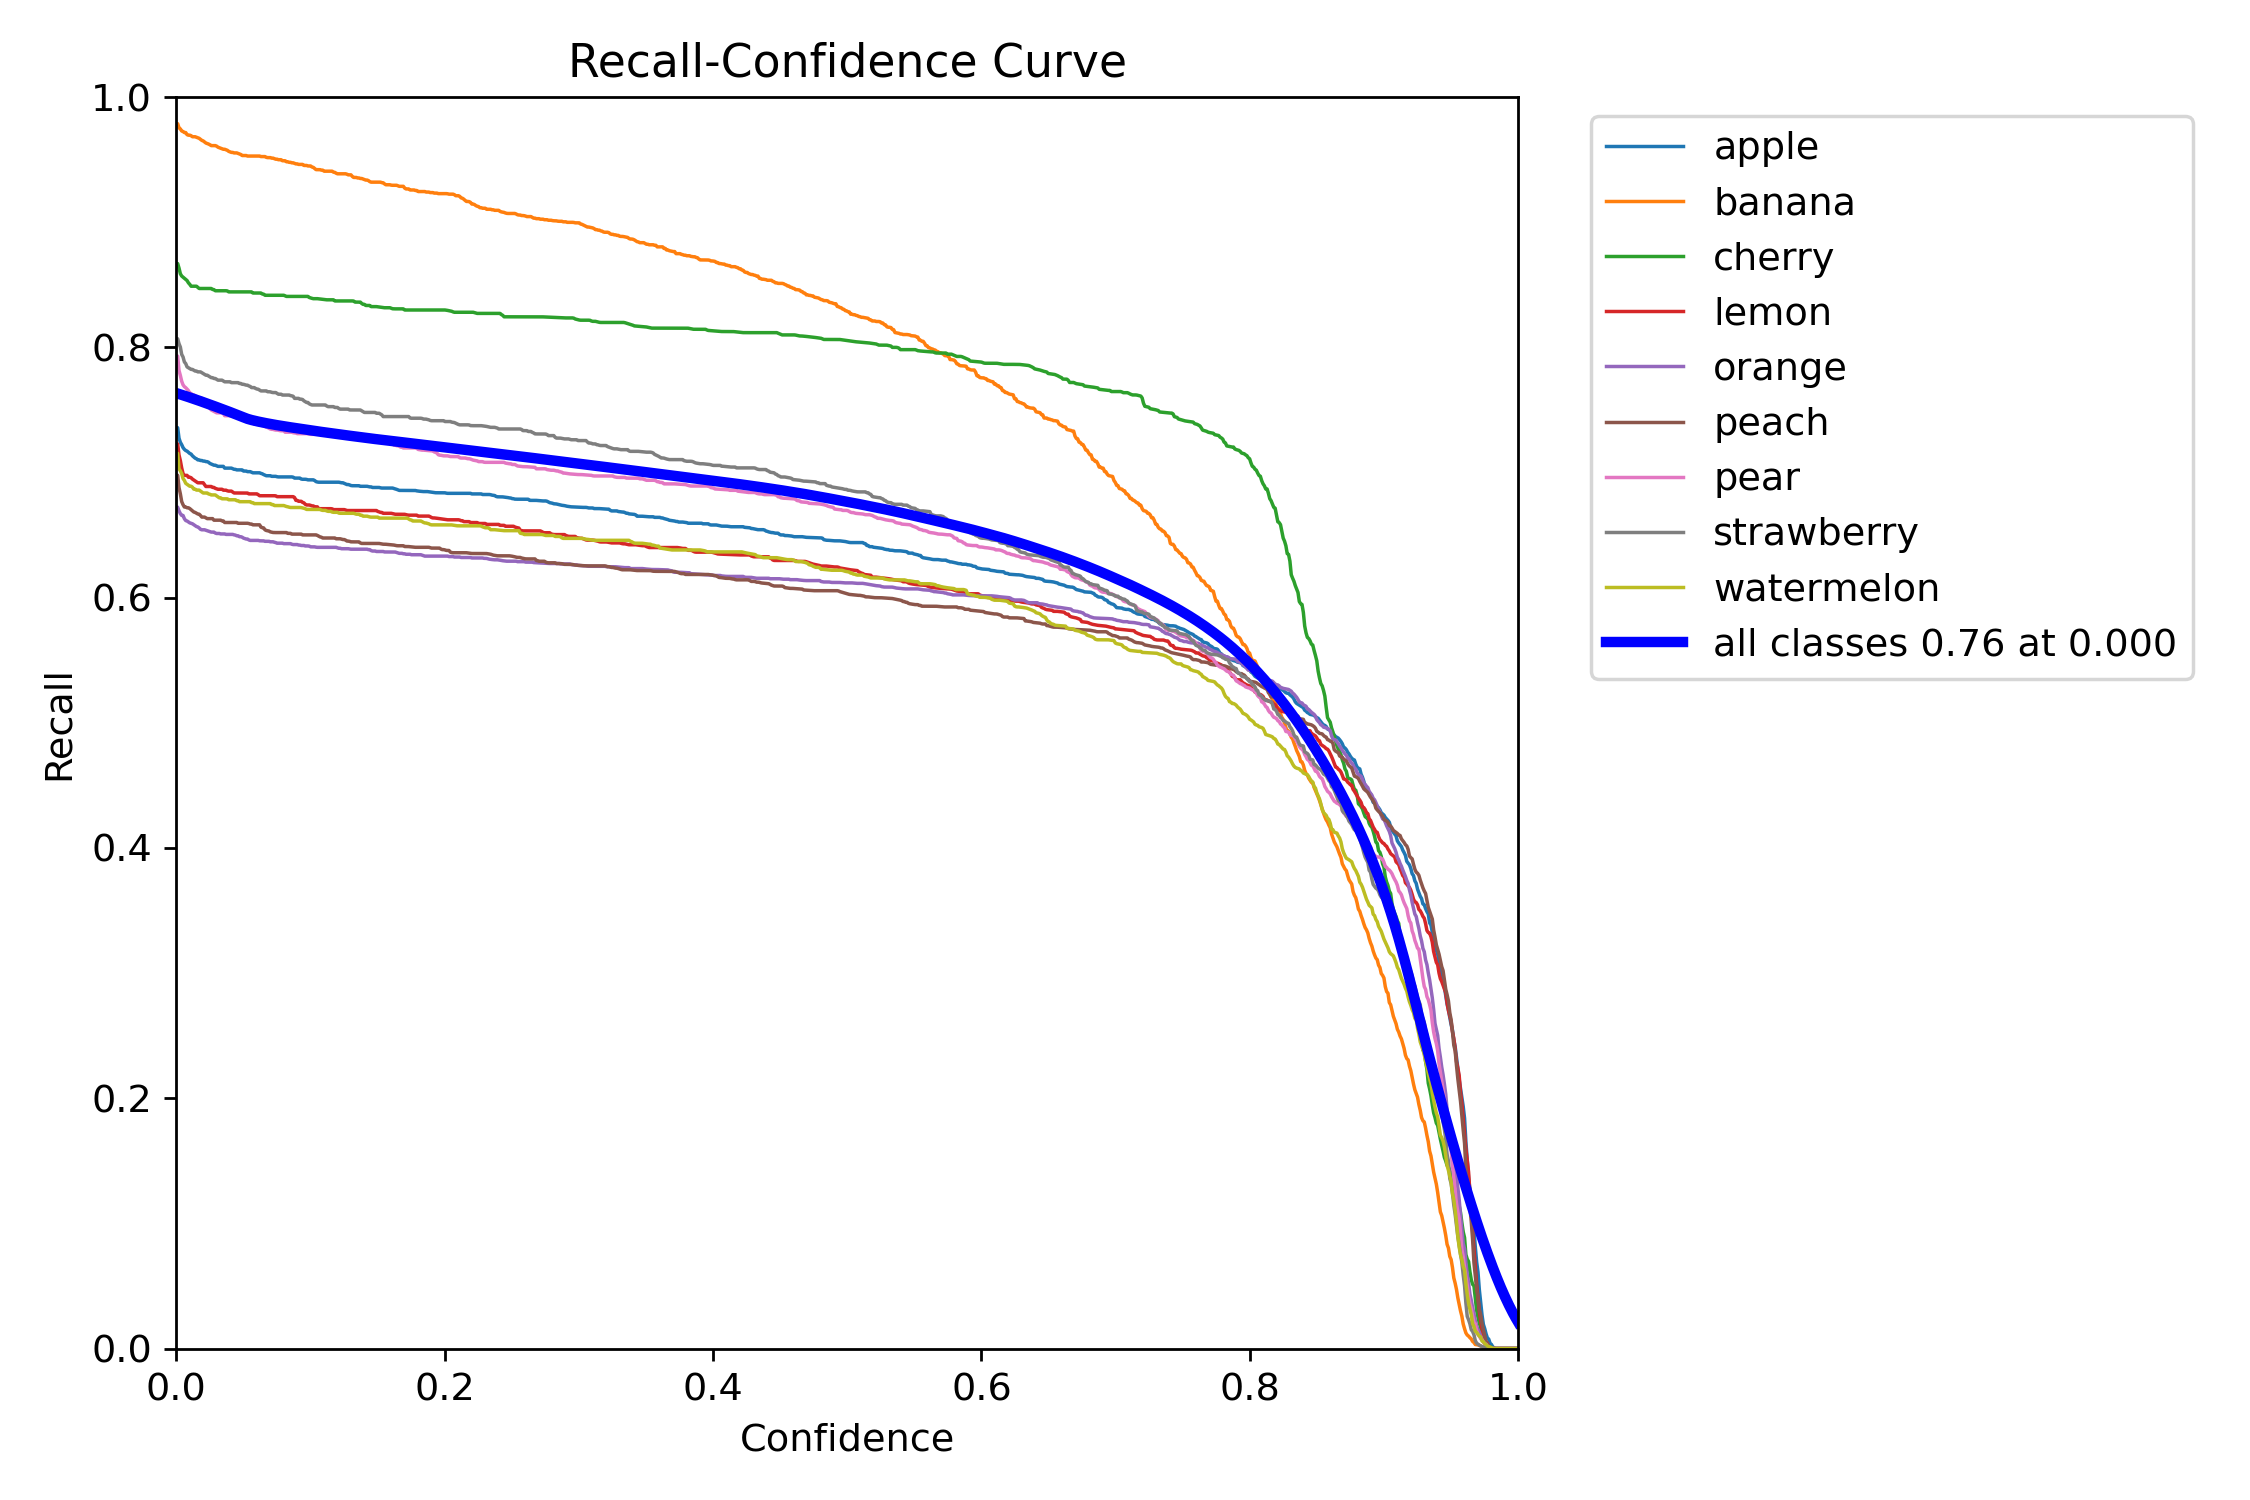 Recall-Confidence Curve
1.0
0.8
0.6
0.4
0.2
0.0
Recall
0.0 0.2 0.4 0.6 0.8 1.0
Confidence
apple
banana
cherry
lemon
orange
peach
pear
strawberry
watermelon
all classes 0.76 at 0.000